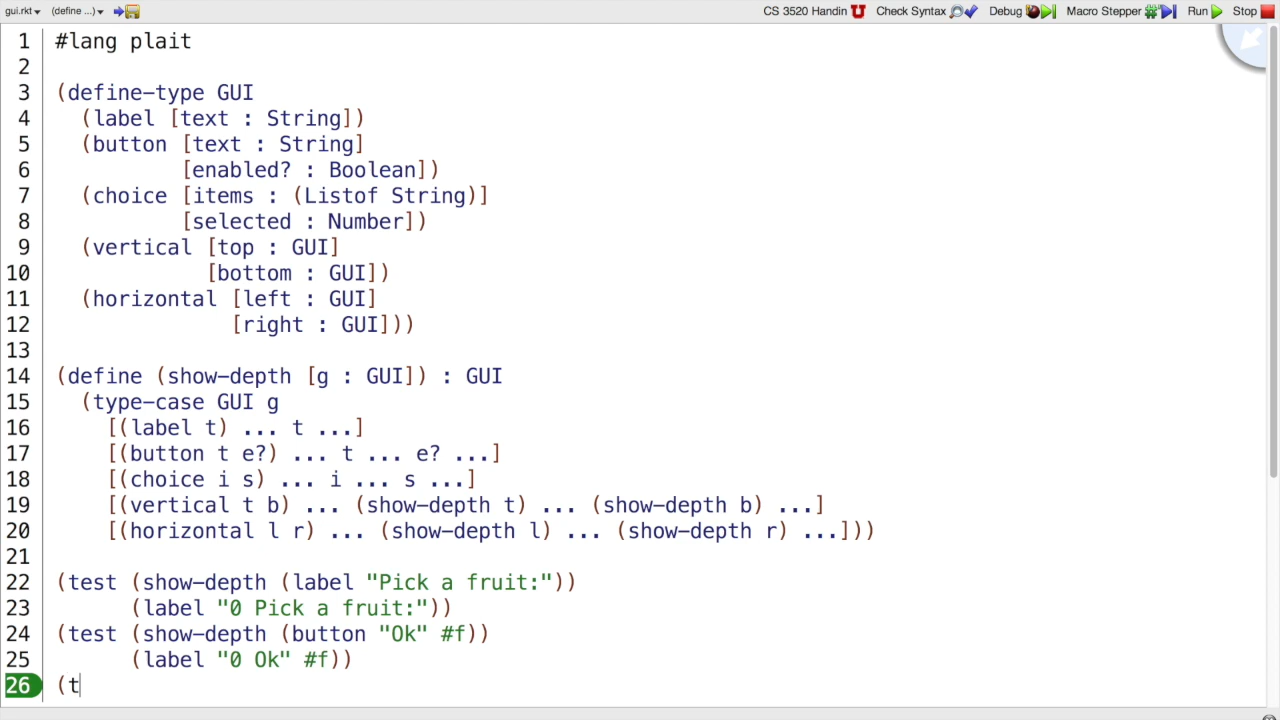 gui.rkt▾ (define ...)▾ CS 3520 Handin Check Syntax Debug Macro Stepper Run Stop
1 #lang plait
2
3 (define-type GUI
4   (label [text : String])
5   (button [text : String]
6           [enabled? : Boolean])
7   (choice [items : (Listof String)]
8           [selected : Number])
9   (vertical [top : GUI]
10             [bottom : GUI])
11   (horizontal [left : GUI]
12               [right : GUI]))
13
14 (define (show-depth [g : GUI]) : GUI
15   (type-case GUI g
16     [(label t) ... t ...]
17     [(button t e?) ... t ... e? ...]
18     [(choice i s) ... i ... s ...]
19     [(vertical t b) ... (show-depth t) ... (show-depth b) ...]
20     [(horizontal l r) ... (show-depth l) ... (show-depth r) ...]))
21
22 (test (show-depth (label "Pick a fruit:"))
23       (label "0 Pick a fruit:"))
24 (test (show-depth (button "Ok" #f))
25       (label "0 Ok" #f))
26 (t